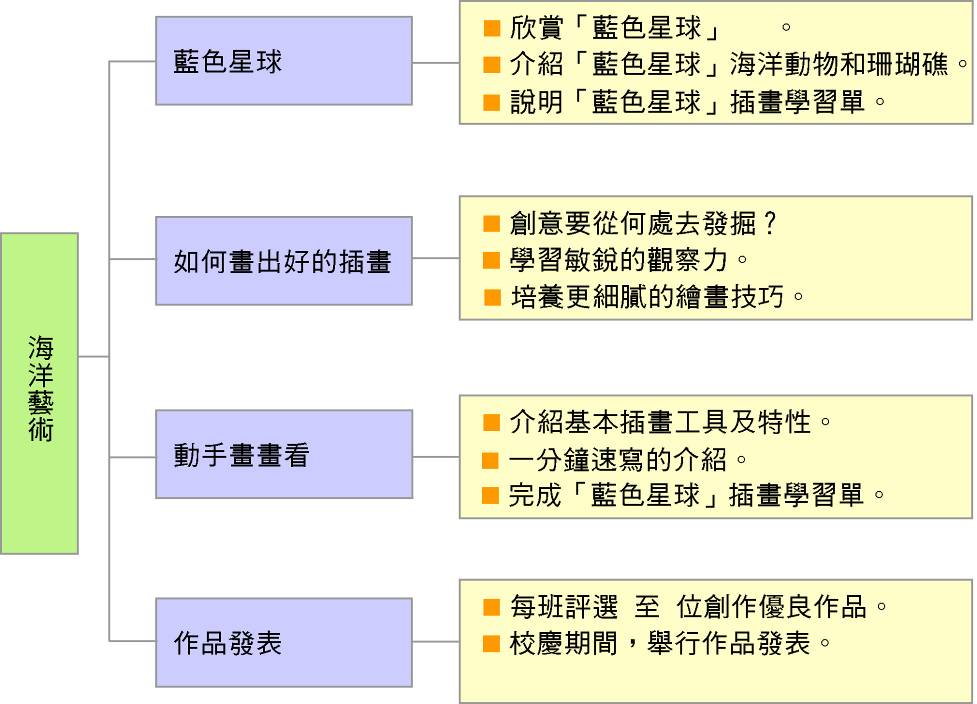 海洋藝術
藍色星球
欣賞「藍色星球」 。
介紹「藍色星球」海洋動物和珊瑚礁。
說明「藍色星球」插畫學習單。
如何畫出好的插畫
創意要從何處去發掘？
學習敏銳的觀察力。
培養更細膩的繪畫技巧。
動手畫畫看
介紹基本插畫工具及特性。
一分鐘速寫的介紹。
完成「藍色星球」插畫學習單。
作品發表
每班評選 至 位創作優良作品。
校慶期間，舉行作品發表。